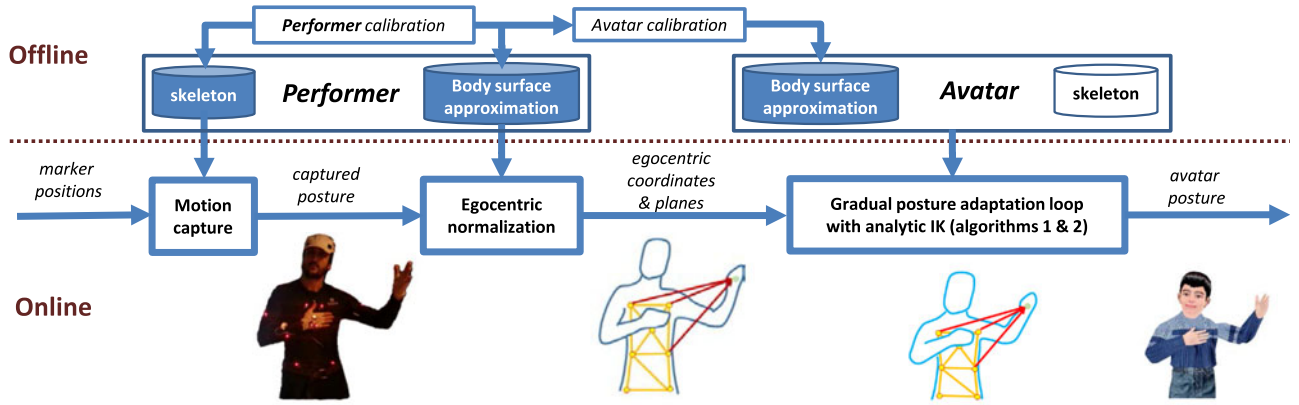 Performer calibration
Avatar calibration
Offline
skeleton
Performer
Body surface
approximation
Body surface
approximation
Avatar
skeleton
marker
positions
Motion
capture
captured
posture
Egocentric
normalization
egocentric
coordinates
& planes
Gradual posture adaptation loop
with analytic IK (algorithms 1 & 2)
avatar
posture
Online